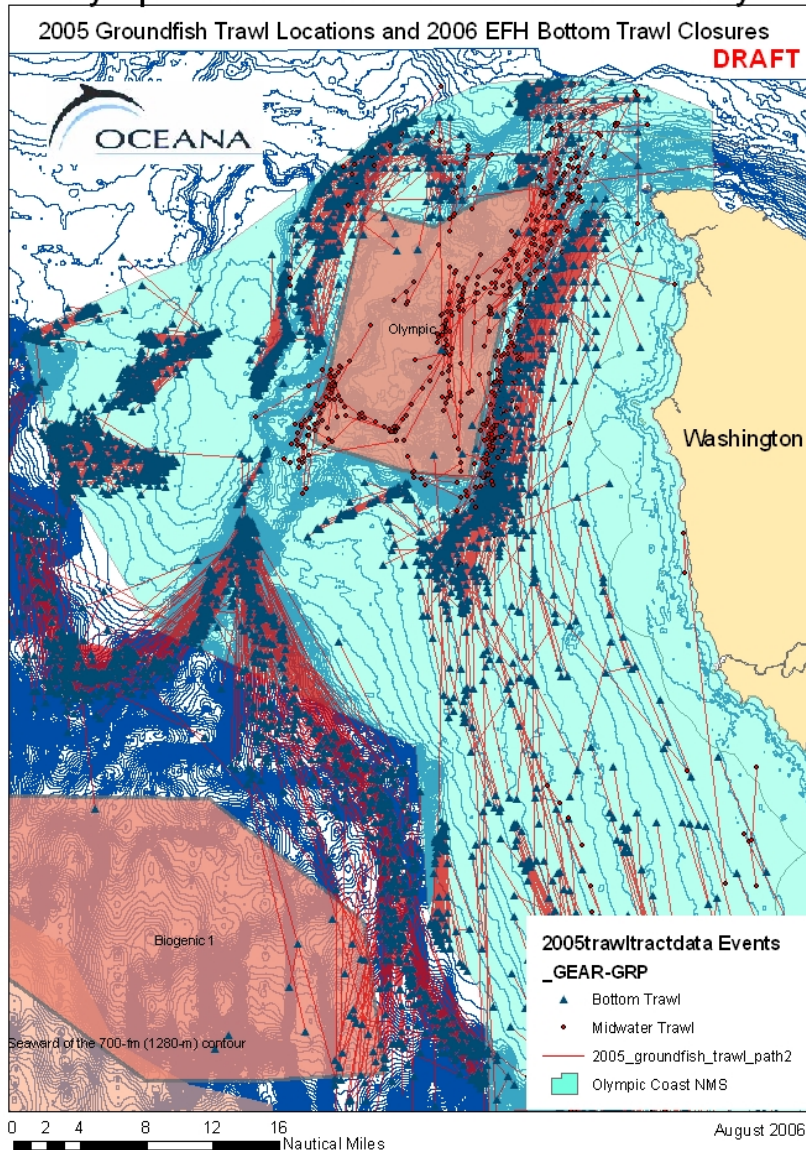 2005 Groundfish Trawl Locations and 2006 EFH Bottom Trawl Closures
DRAFT
OCEANA
Olympic
Washington
Biogenic 1
Seaward of the 700-fm (1280-m) contour
2005trawltractdata Events
_GEAR-GRP
Bottom Trawl
Midwater Trawl
2005_groundfish_trawl_path2
Olympic Coast NMS
0 2 4 8 12 16
Nautical Miles
August 2006